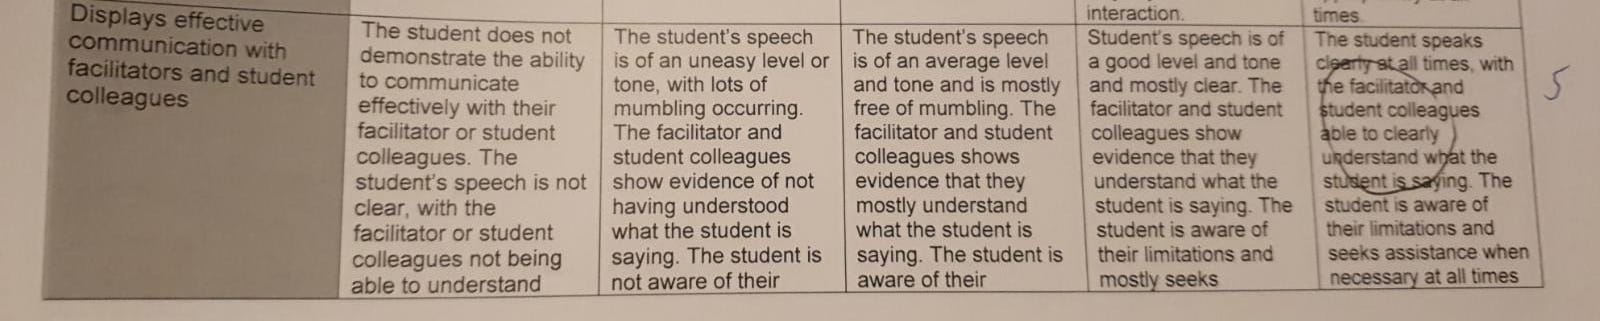 interaction.
times.
Displays effective
communication with
facilitators and student
colleagues
The student does not
demonstrate the ability
to communicate
effectively with their
facilitator or student
colleagues. The
student's speech is not
clear, with the
facilitator or student
colleagues not being
able to understand
The student's speech
is of an uneasy level or
tone, with lots of
mumbling occurring.
The facilitator and
student colleagues
show evidence of not
having understood
what the student is
saying. The student is
not aware of their
The student's speech
is of an average level
and tone and is mostly
free of mumbling. The
facilitator and student
colleagues shows
evidence that they
mostly understand
what the student is
saying. The student is
aware of their
Student's speech is of
a good level and tone
and mostly clear. The
facilitator and student
colleagues show
evidence that they
understand what the
student is saying. The
student is aware of
their limitations and
mostly seeks
The student speaks
clearly at all times, with
the facilitator and
student colleagues
able to clearly
understand what the
student is saying. The
student is aware of
their limitations and
seeks assistance when
necessary at all times
5